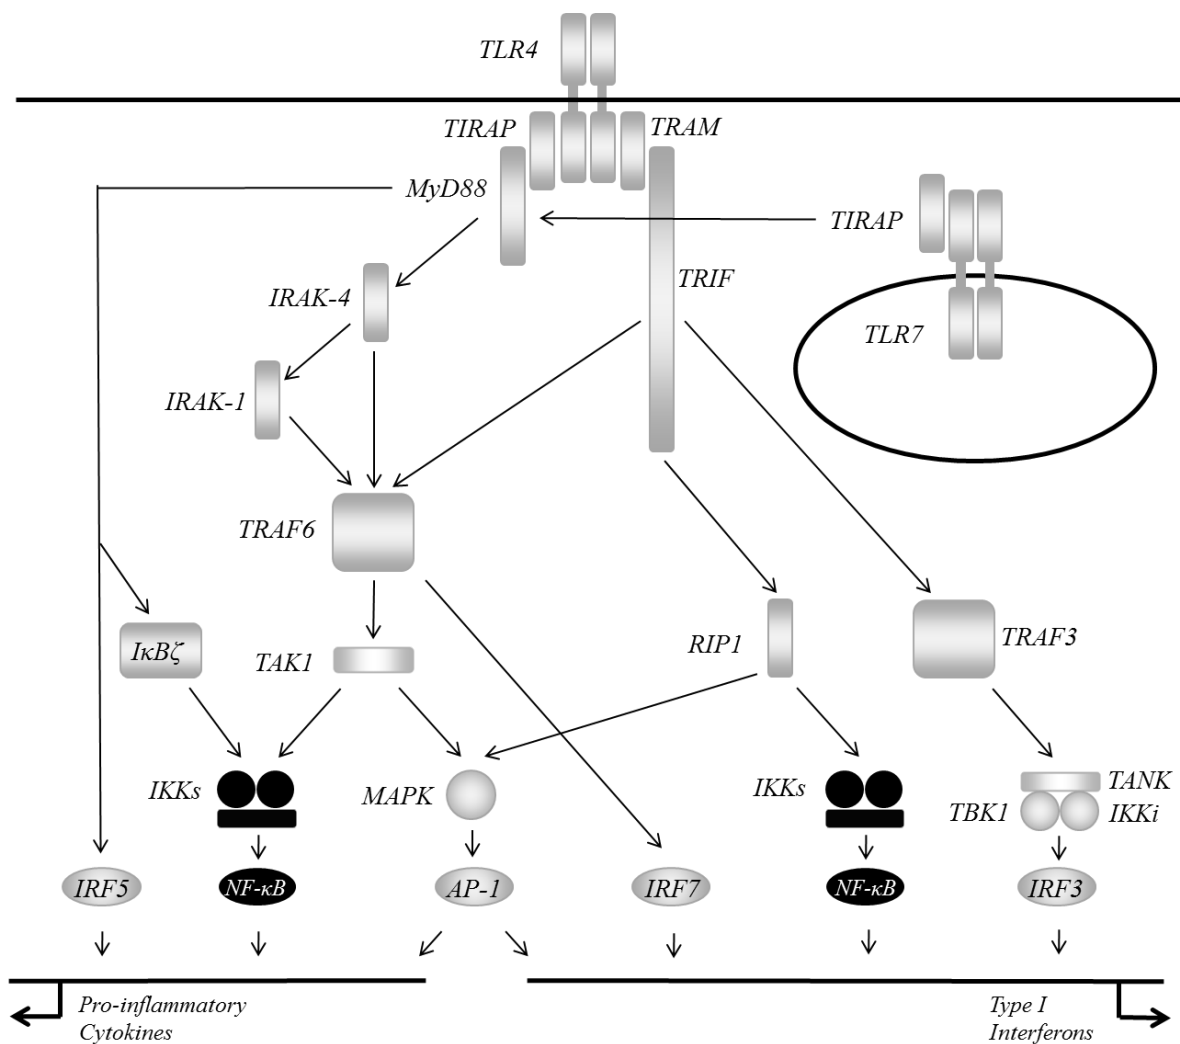 TLR4
TIRAP
TRAM
MyD88
TIRAP
IRAK-4
TRIF
TLR7
IRAK-1
TRAF6
IκBζ
TAK1
RIP1
TRAF3
IKKs
MAPK
IKKs
TBK1
TANK
IKKi
IRF5
NF-κB
AP-1
IRF7
NF-κB
IRF3
Pro-inflammatory
Cytokines
Type I
Interferons